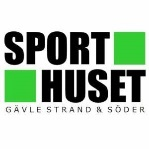 SPORT
HUSET
GÄVLE STRAND & SÖDER